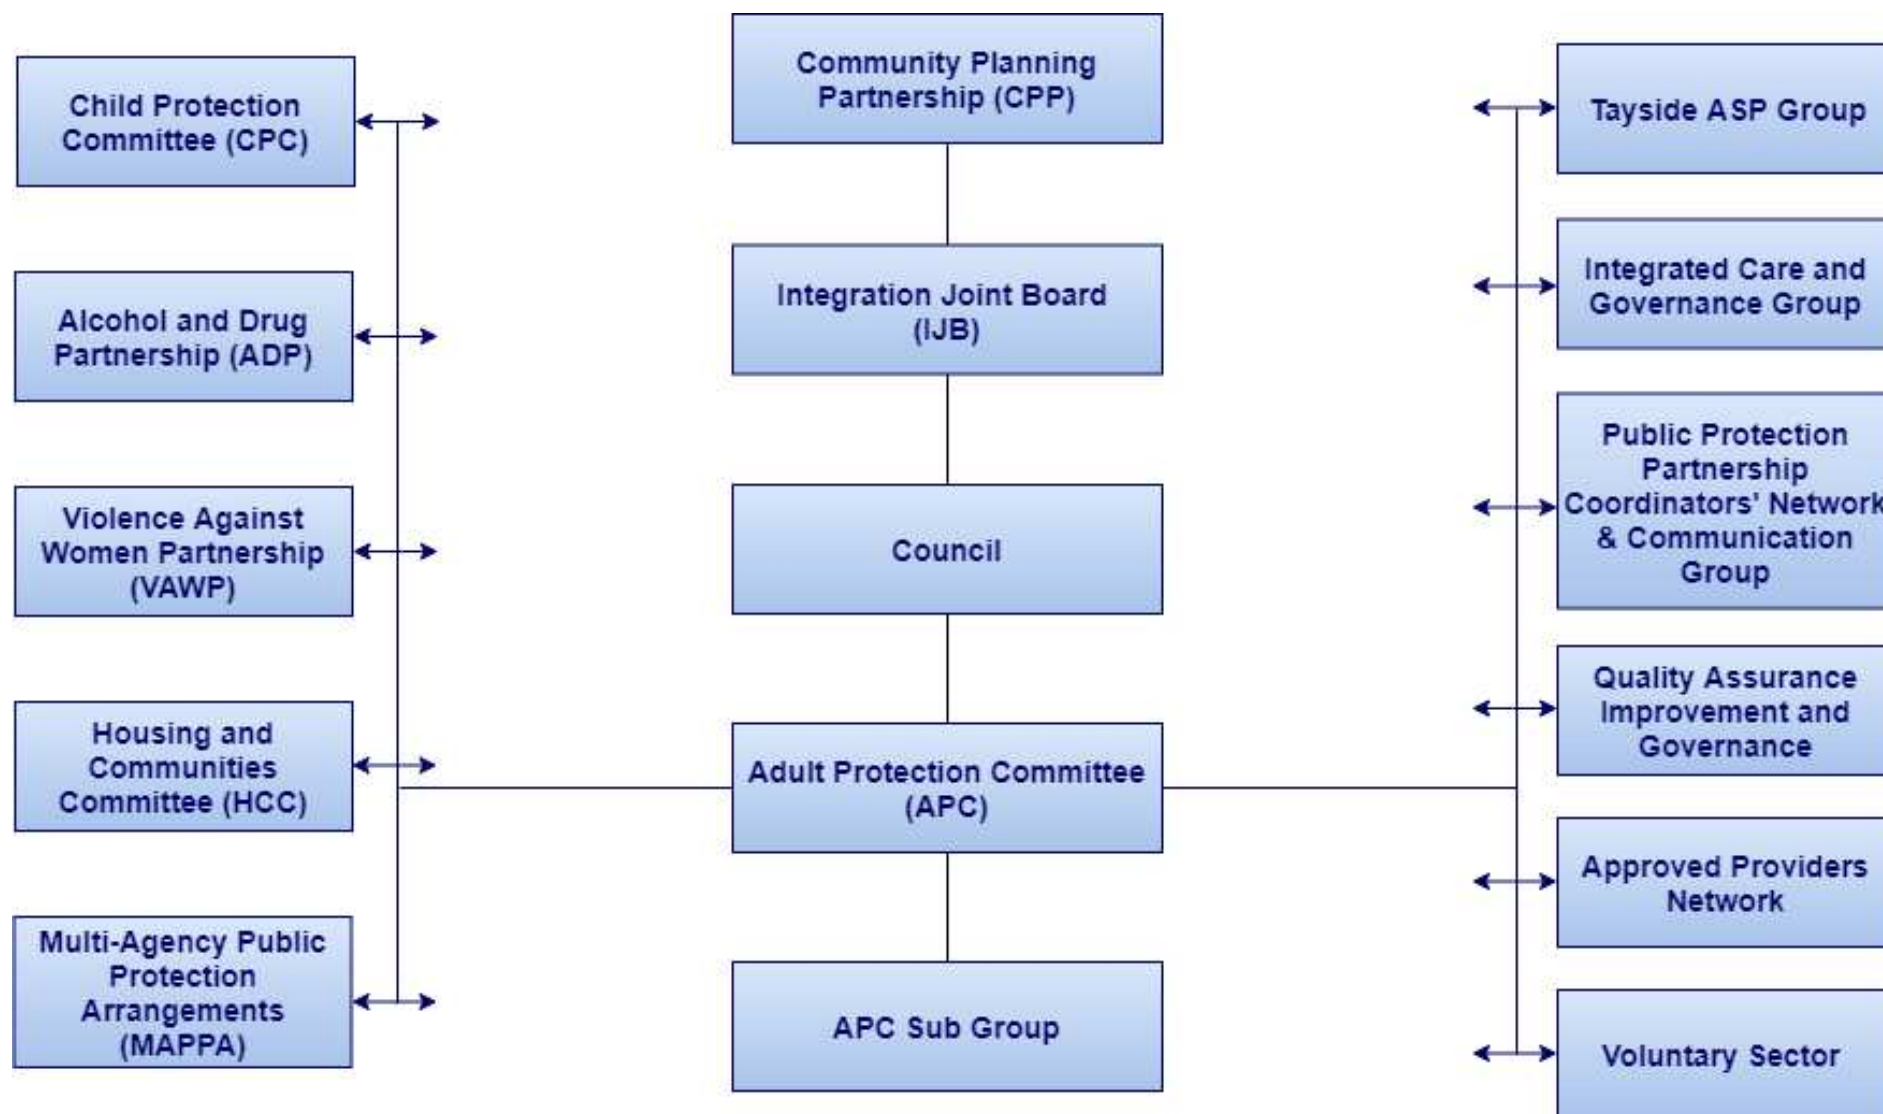 Child Protection
Committee (CPC)
Alcohol and Drug
Partnership (ADP)
Violence Against
Women Partnership
(VAWP)
Housing and
Communities
Committee (HCC)
Multi-Agency Public
Protection
Arrangements
(MAPPA)
Community Planning
Partnership (CPP)
Integration Joint Board
(IJB)
Council
Adult Protection Committee
(APC)
APC Sub Group
Tayside ASP Group
Integrated Care and
Governance Group
Public Protection
Partnership
Coordinators' Network
& Communication
Group
Quality Assurance
Improvement and
Governance
Approved Providers
Network
Voluntary Sector